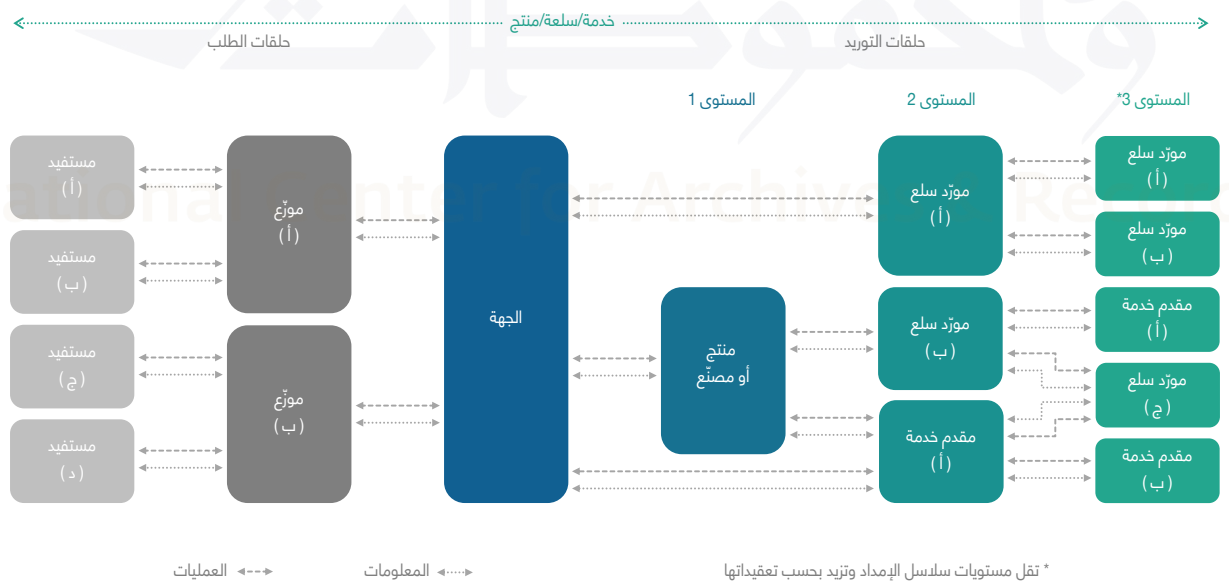 خدمة/سلعة/منتج
حلقات التوريد
حلقات الطلب
المستوى 3*
المستوى 2
المستوى 1
مورّد سلع
(أ)
مورّد سلع
(ب)
مقدم خدمة
(أ)
مورّد سلع
(ج)
مقدم خدمة
(ب)
مورّد سلع
(أ)
مورّد سلع
(ب)
مقدم خدمة
(أ)
منتج
أو مصنّع
الجهة
موزّع
(أ)
موزّع
(ب)
مستفيد
(أ)
مستفيد
(ب)
مستفيد
(ج)
مستفيد
(د)
* تقل مستويات سلاسل الإمداد وتزيد بحسب تعقيداتها
المعلومات
العمليات